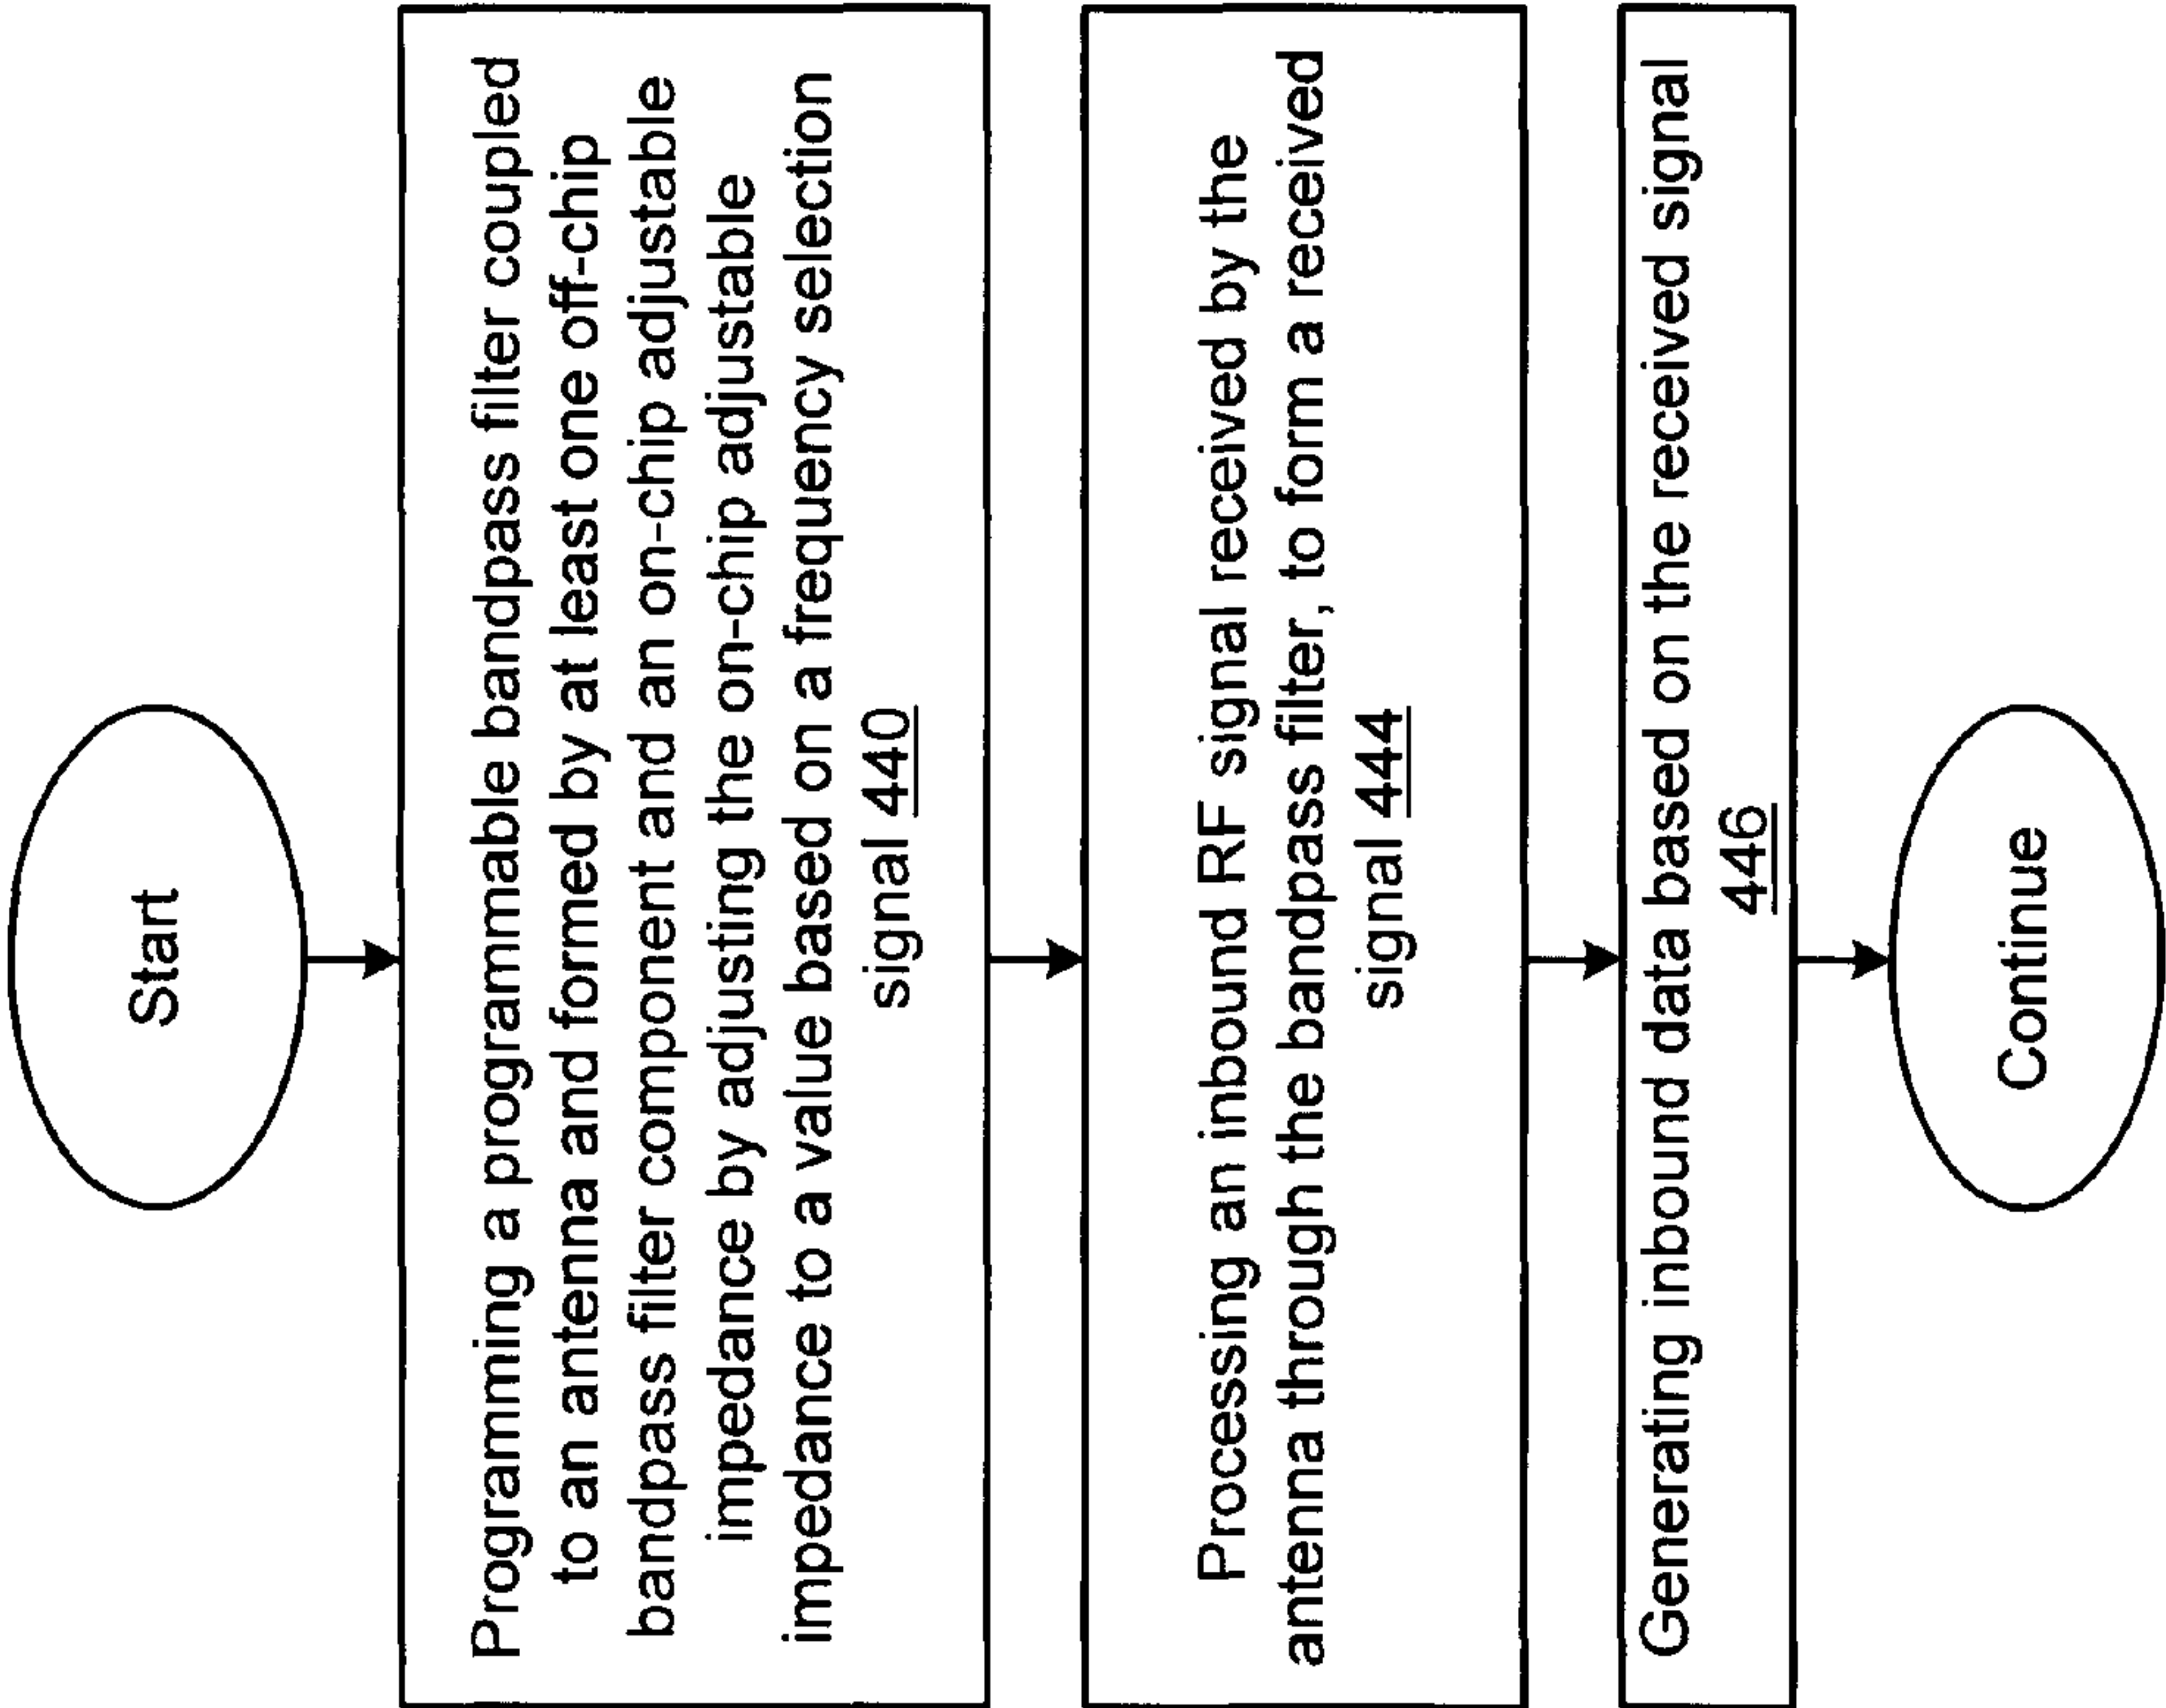 Start
Programming a programmable bandpass filter coupled
to an antenna and formed by at least one off-chip
bandpass filter component and an on-chip adjustable
impedance by adjusting the on-chip adjustable
impedance to a value based on a frequency selection
signal 440
Processing an inbound RF signal received by the
antenna through the bandpass filter, to form a received
signal 444
Generating inbound data based on the received signal
446
Continue